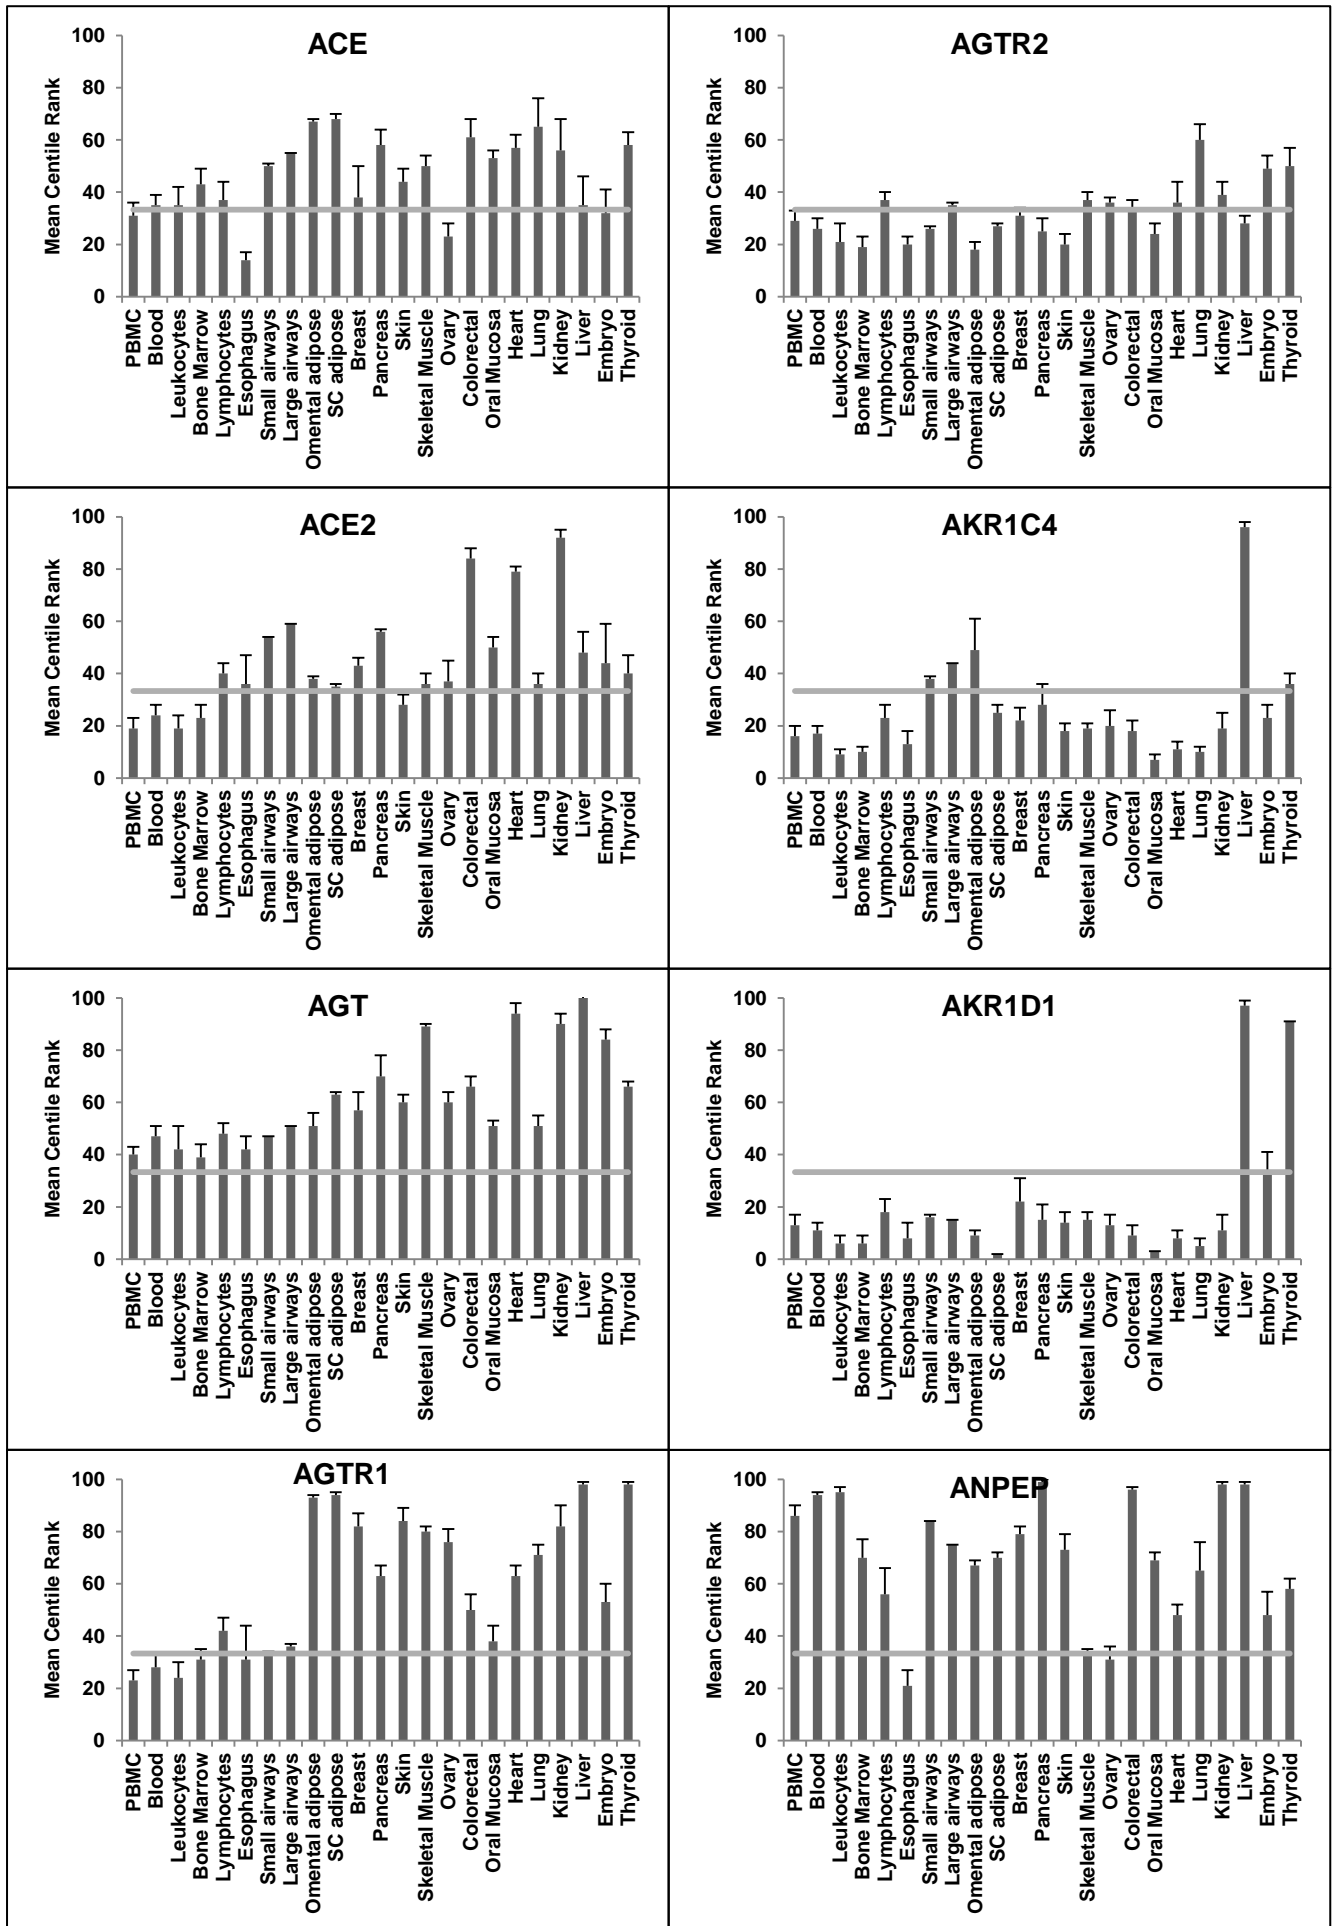 ACE
Mean Centile Rank
100
80
60
40
20
0
PBMC
Blood
Leukocytes
Bone Marrow
Lymphocytes
Esophagus
Small airways
Large airways
Omental adipose
SC adipose
Breast
Pancreas
Skin
Skeletal Muscle
Ovary
Colorectal
Oral Mucosa
Heart
Lung
Kidney
Liver
Embryo
Thyroid
AGTR2
Mean Centile Rank
100
80
60
40
20
0
PBMC
Blood
Leukocytes
Bone Marrow
Lymphocytes
Esophagus
Small airways
Large airways
Omental adipose
SC adipose
Breast
Pancreas
Skin
Skeletal Muscle
Ovary
Colorectal
Oral Mucosa
Heart
Lung
Kidney
Liver
Embryo
Thyroid
ACE2
Mean Centile Rank
100
80
60
40
20
0
PBMC
Blood
Leukocytes
Bone Marrow
Lymphocytes
Esophagus
Small airways
Large airways
Omental adipose
SC adipose
Breast
Pancreas
Skin
Skeletal Muscle
Ovary
Colorectal
Oral Mucosa
Heart
Lung
Kidney
Liver
Embryo
Thyroid
AKR1C4
Mean Centile Rank
100
80
60
40
20
0
PBMC
Blood
Leukocytes
Bone Marrow
Lymphocytes
Esophagus
Small airways
Large airways
Omental adipose
SC adipose
Breast
Pancreas
Skin
Skeletal Muscle
Ovary
Colorectal
Oral Mucosa
Heart
Lung
Kidney
Liver
Embryo
Thyroid
AGT
Mean Centile Rank
100
80
60
40
20
0
PBMC
Blood
Leukocytes
Bone Marrow
Lymphocytes
Esophagus
Small airways
Large airways
Omental adipose
SC adipose
Breast
Pancreas
Skin
Skeletal Muscle
Ovary
Colorectal
Oral Mucosa
Heart
Lung
Kidney
Liver
Embryo
Thyroid
AKR1D1
Mean Centile Rank
100
80
60
40
20
0
PBMC
Blood
Leukocytes
Bone Marrow
Lymphocytes
Esophagus
Small airways
Large airways
Omental adipose
SC adipose
Breast
Pancreas
Skin
Skeletal Muscle
Ovary
Colorectal
Oral Mucosa
Heart
Lung
Kidney
Liver
Embryo
Thyroid
AGTR1
Mean Centile Rank
100
80
60
40
20
0
PBMC
Blood
Leukocytes
Bone Marrow
Lymphocytes
Esophagus
Small airways
Large airways
Omental adipose
SC adipose
Breast
Pancreas
Skin
Skeletal Muscle
Ovary
Colorectal
Oral Mucosa
Heart
Lung
Kidney
Liver
Embryo
Thyroid
ANPEP
Mean Centile Rank
100
80
60
40
20
0
PBMC
Blood
Leukocytes
Bone Marrow
Lymphocytes
Esophagus
Small airways
Large airways
Omental adipose
SC adipose
Breast
Pancreas
Skin
Skeletal Muscle
Ovary
Colorectal
Oral Mucosa
Heart
Lung
Kidney
Liver
Embryo
Thyroid